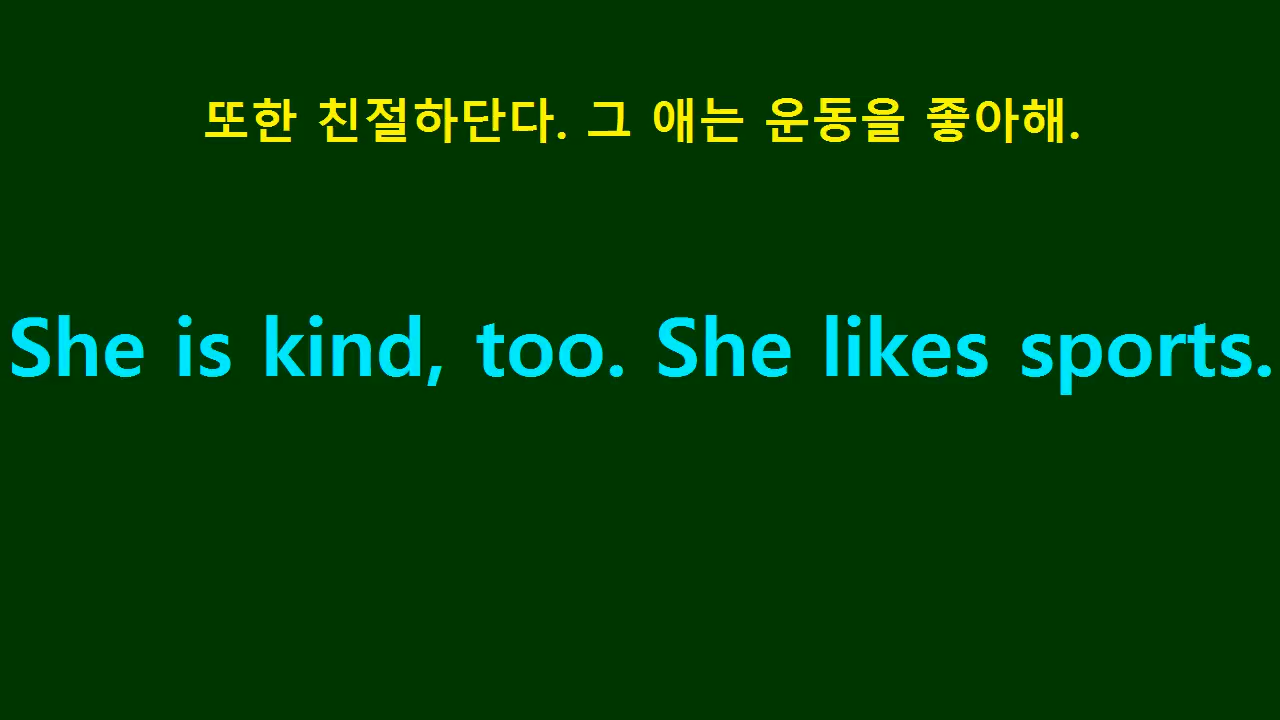 또한 친절하단다. 그 애는 운동을 좋아해.
She is kind, too. She likes sports.